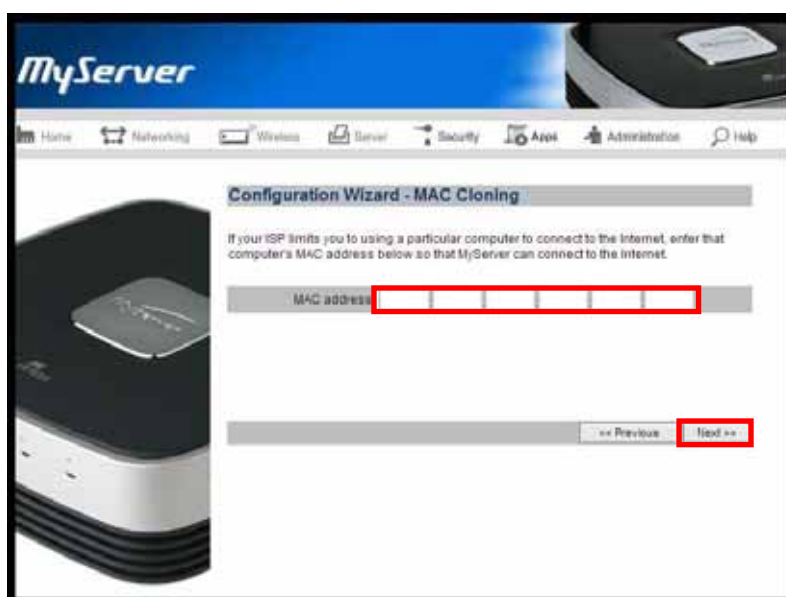 MyServer
Home Networking Wireless Server Security Apps Administration Help
Configuration Wizard - MAC Cloning
If your ISP limits you to using a particular computer to connect to the Internet, enter that
computer's MAC address below so that MyServer can connect to the Internet.
MAC address
myserver
<< Previous Next >>